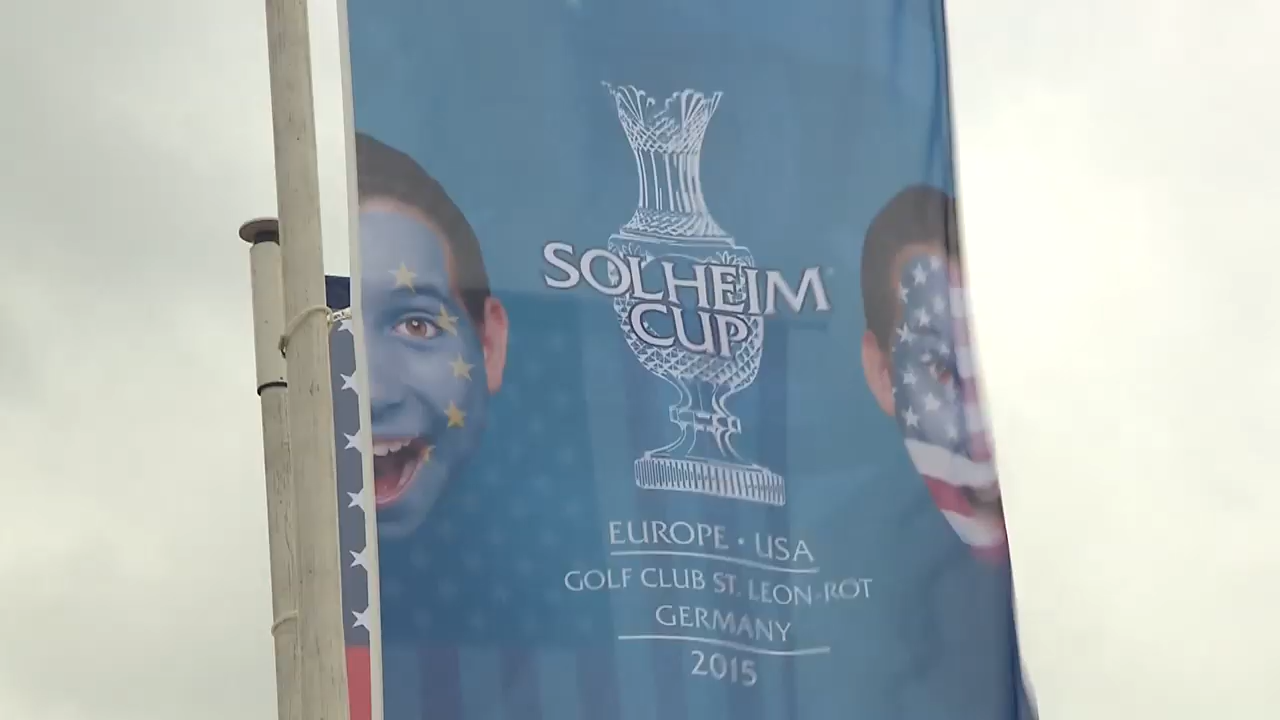 SOLHEIM
CUP
EUROPE • USA
GOLF CLUB ST. LEON-ROT
GERMANY
2015